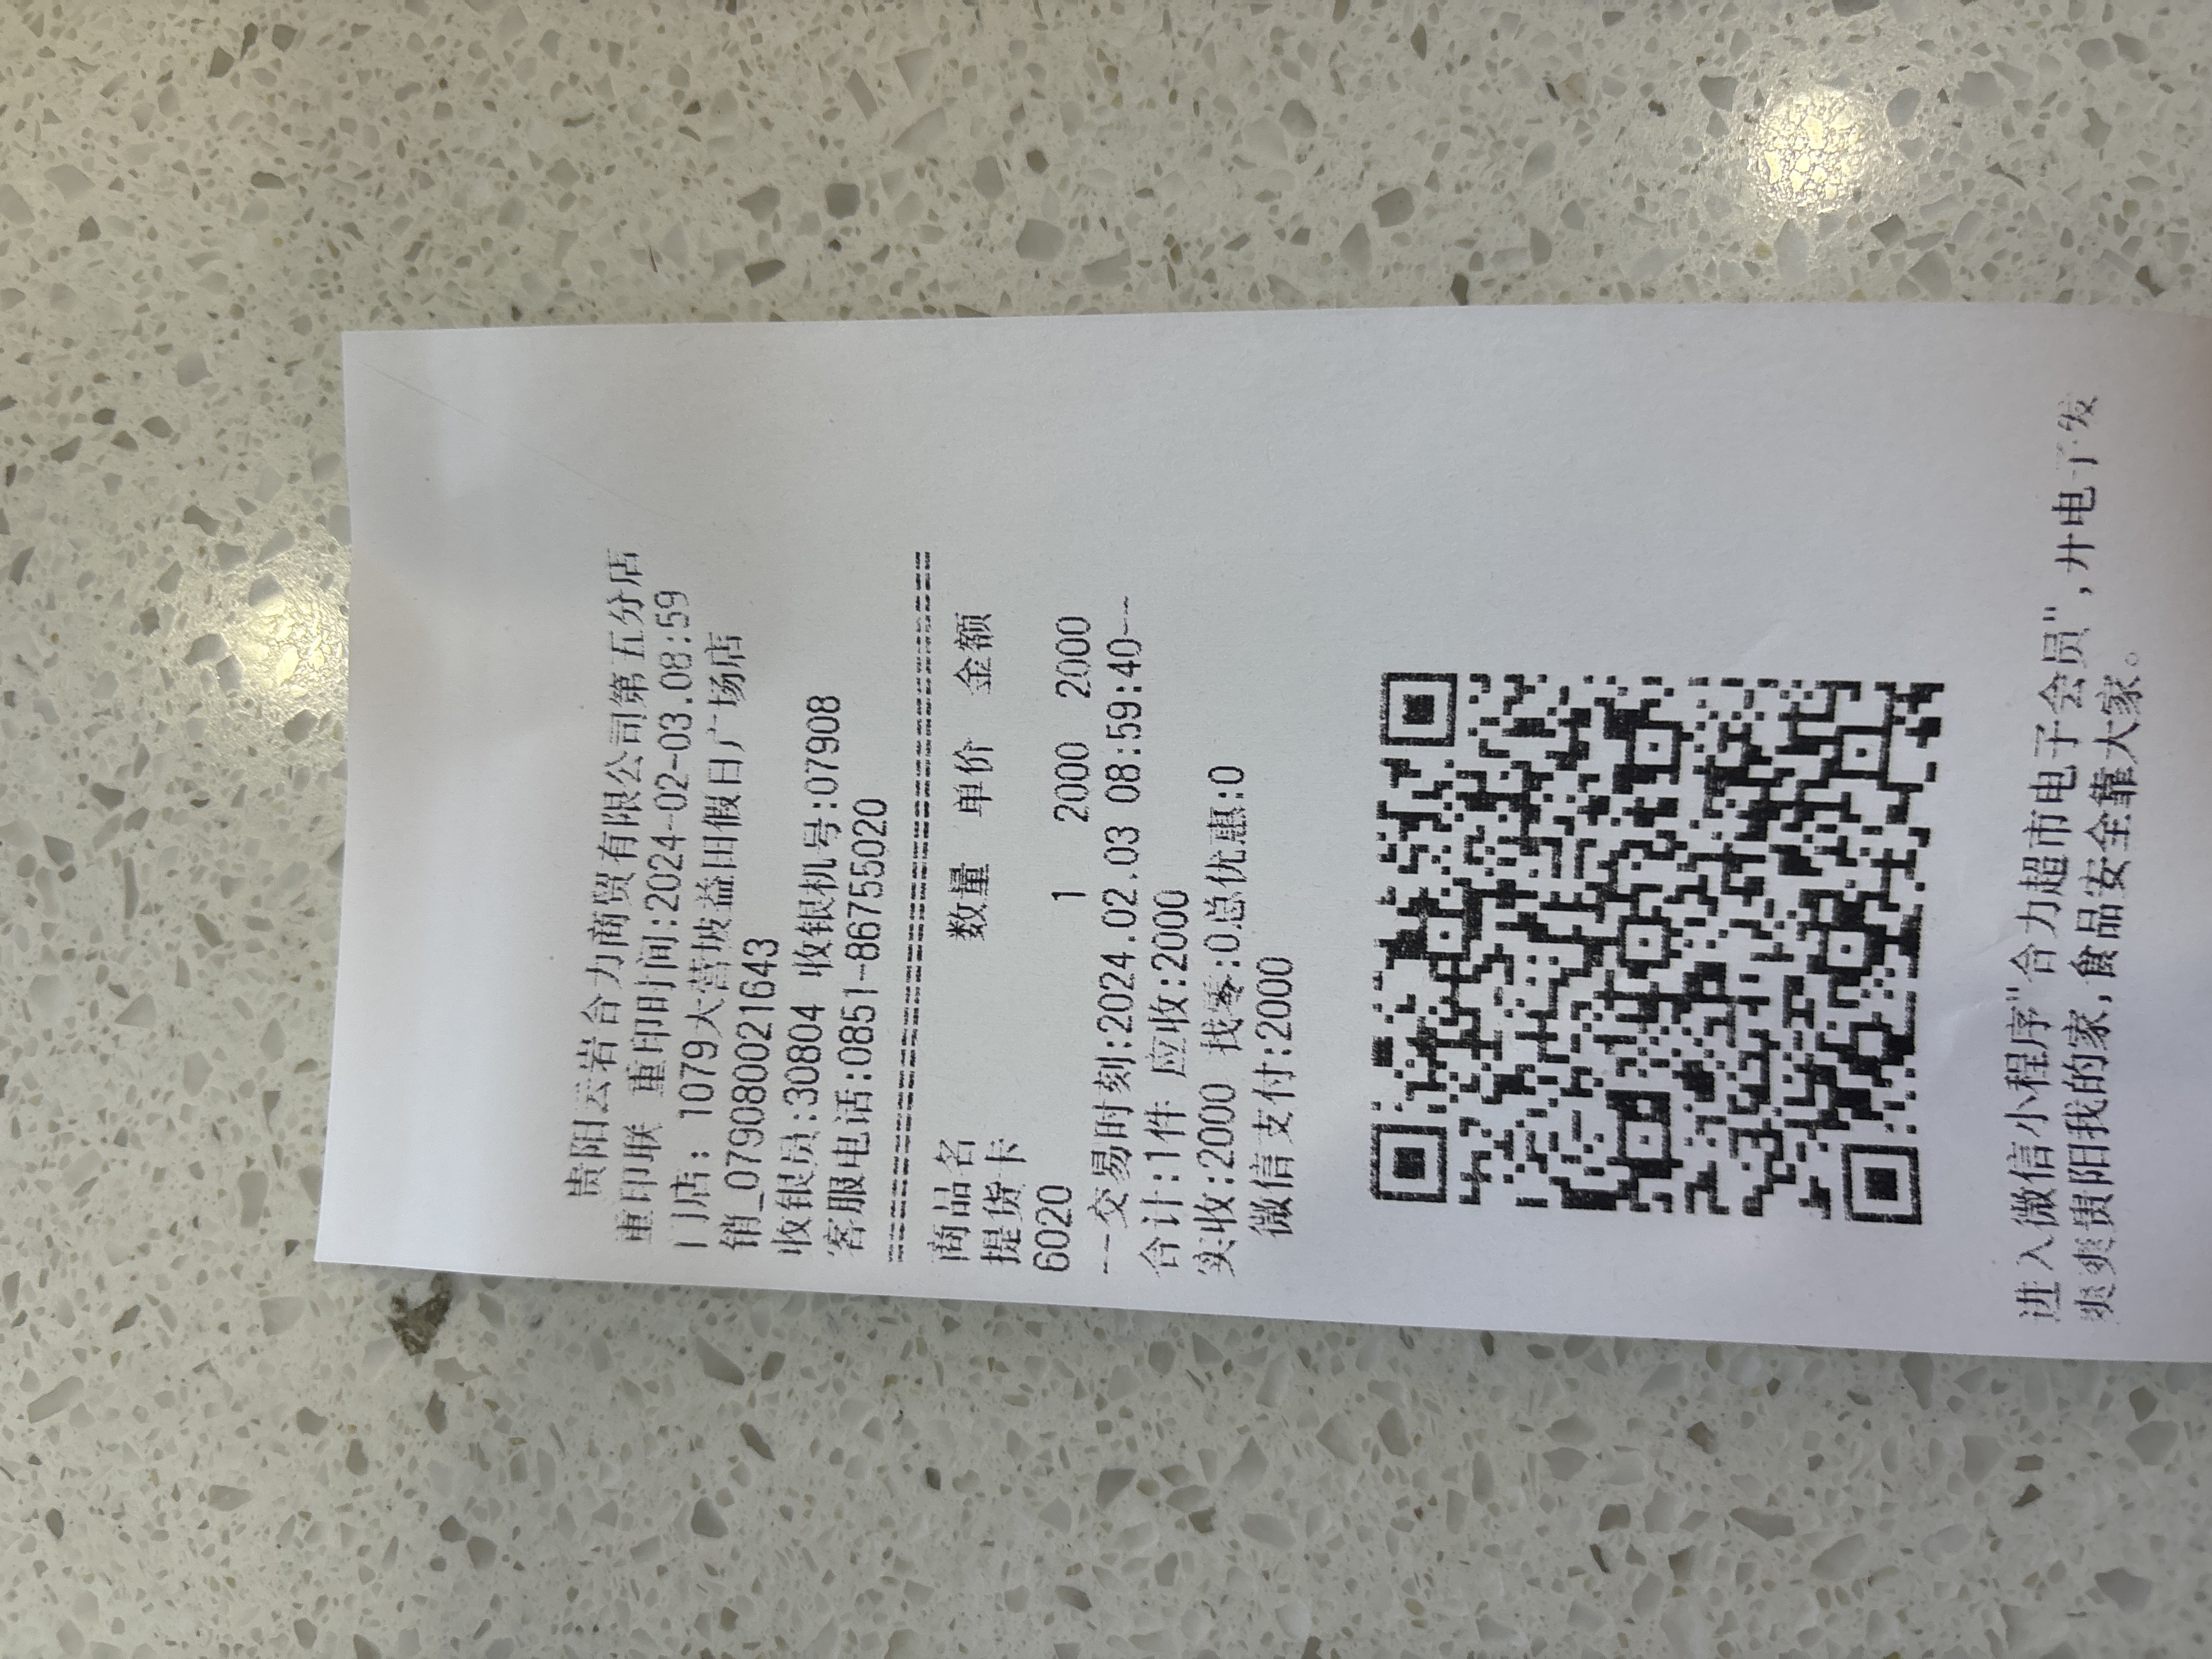 贵阳云岩合力商贸有限公司第五分店
重印联 重印时间:2024-02-03.08:59
门店: 1079大营坡益田假日广场店
销_079080021643
收银员:30804 收银机号:07908
客服电话:0851-86755020
商品名 数量 单价 金额
提货卡
6020 1 2000 2000
--交易时刻:2024.02.03 08:59:40--
合计:1件 应收:2000
实收:2000 找零:0总优惠:0
微信支付:2000
进入微信小程序"合力超市电子会员",开电子发
爽爽贵阳我的家,食品安全靠大家。